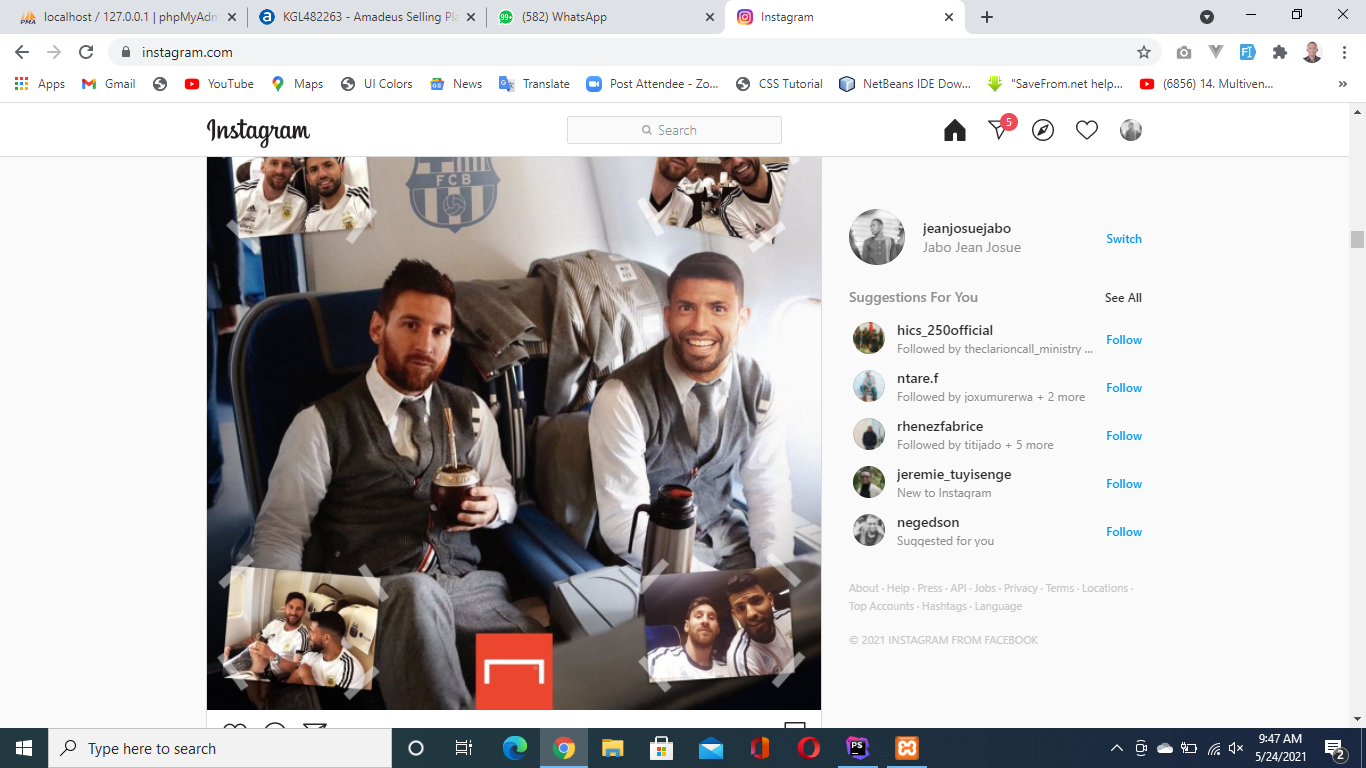 localhost / 127.0.0.1 | phpMyAdm
KGL482263 - Amadeus Selling Pla
(582) WhatsApp
Instagram
instagram.com
Apps
Gmail
YouTube
Maps
UI Colors
News
Translate
Post Attendee - Zo...
CSS Tutorial
NetBeans IDE Dow...
"SaveFrom.net help...
(6856) 14. Multiven...
Instagram
Search
5
FCB
jeanjosuejabo
Jabo Jean Josue
Switch
Suggestions For You
See All
hics_250official
Followed by theclarioncall_ministry ...
Follow
ntare.f
Followed by joxumurerwa + 2 more
Follow
rhenezfabrice
Followed by titijado + 5 more
Follow
jeremie_tuyisenge
New to Instagram
Follow
negedson
Suggested for you
Follow
About · Help · Press · API · Jobs · Privacy · Terms · Locations ·
Top Accounts · Hashtags · Language
© 2021 INSTAGRAM FROM FACEBOOK
Type here to search
9:47 AM
5/24/2021
2